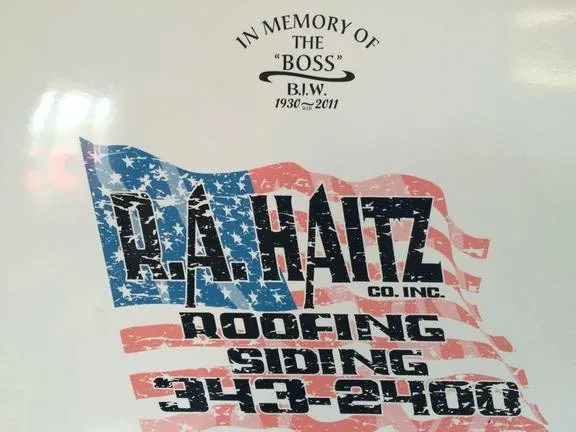 IN MEMORY OF
THE
"BOSS"
B.J.W.
1930~2011
R.A. HAITZ
CO. INC.
ROOFING
SIDING
343-2400